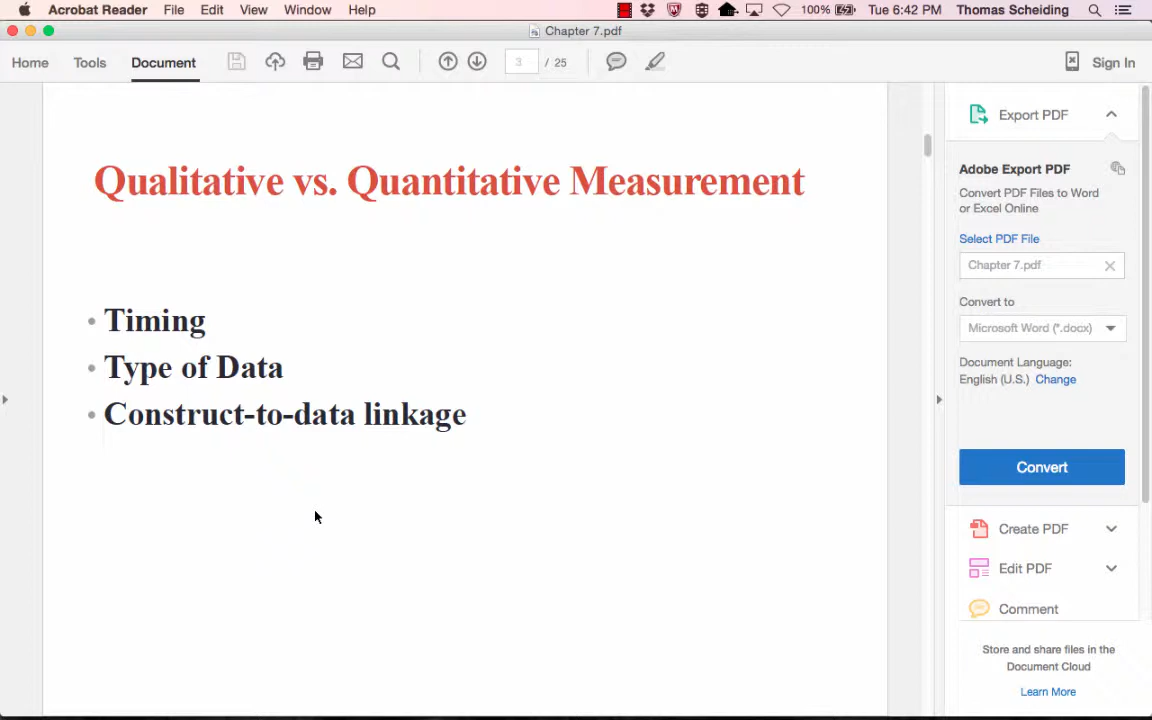 Acrobat Reader File Edit View Window Help 100% Tue 6:42 PM Thomas Scheiding
Chapter 7.pdf
Home Tools Document 3 / 25 Sign In
Export PDF
Qualitative vs. Quantitative Measurement
Adobe Export PDF
Convert PDF Files to Word
or Excel Online
Select PDF File
Chapter 7.pdf
Convert to
• Timing
Microsoft Word (*.docx)
• Type of Data
Document Language:
English (U.S.) Change
• Construct-to-data linkage
Convert
Create PDF
Edit PDF
Comment
Store and share files in the
Document Cloud
Learn More